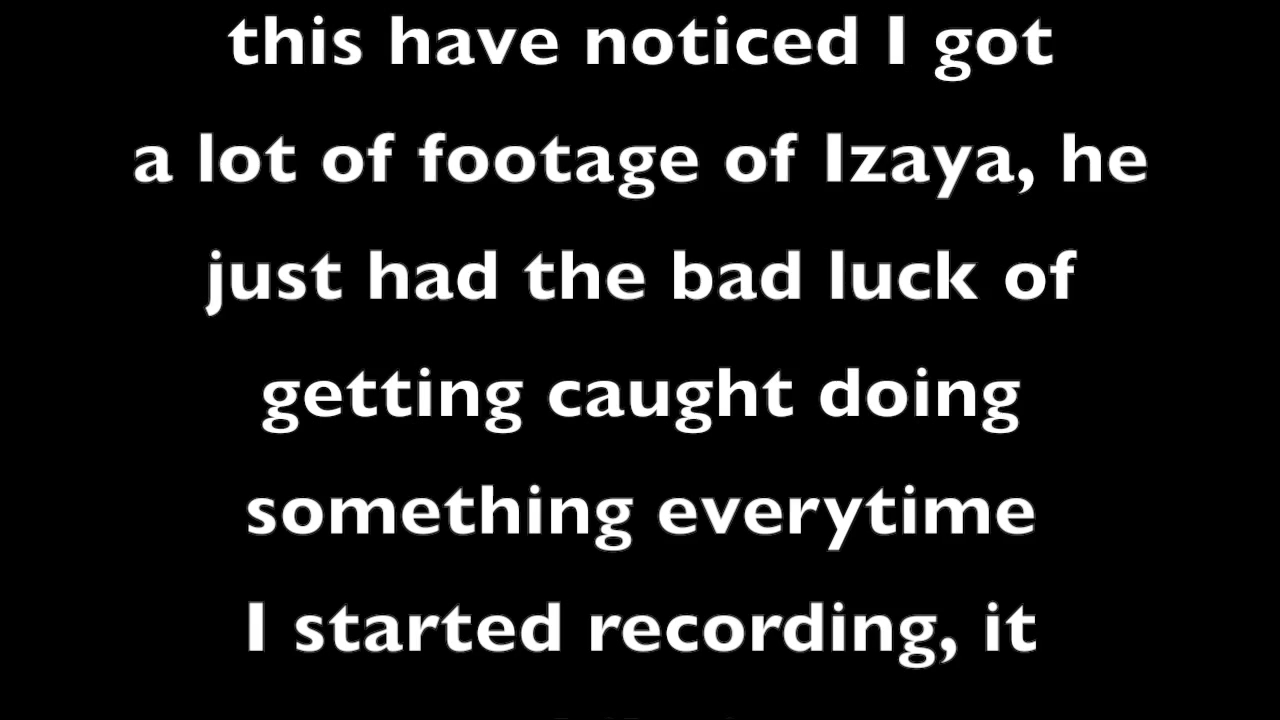 this have noticed I got
a lot of footage of Izaya, he
just had the bad luck of
getting caught doing
something everytime
I started recording, it